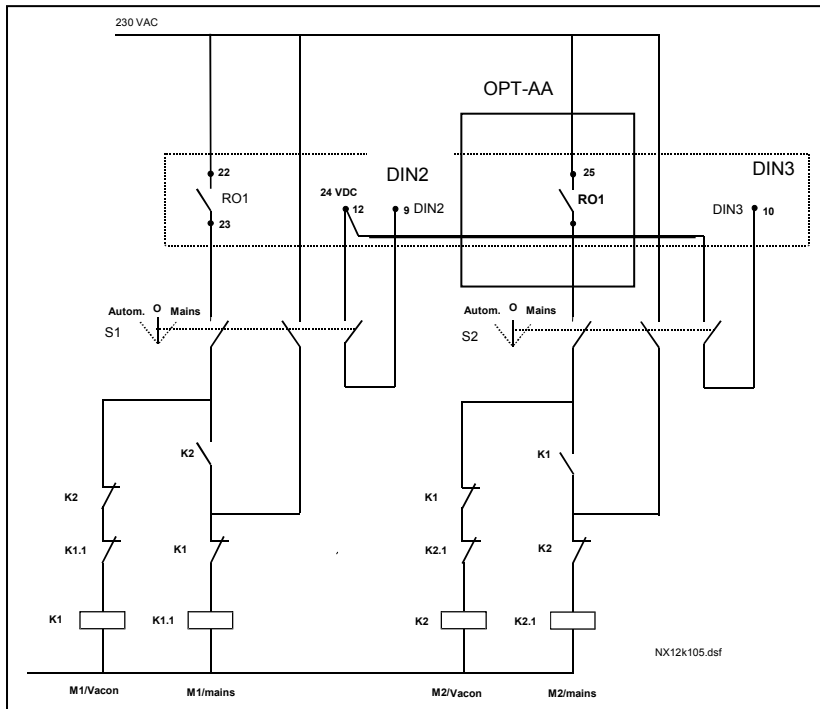 230 VAC
OPT-AA
22
DIN2
25
DIN3
24 VDC
RO1
12
9 DIN2
RO1
DIN3
10
23
Autom. O Mains
S1
Autom. O Mains
S2
K2
K1
K2
K1
K1.1
K1
K2.1
K2
K1
K1.1
K2
K2.1
NX12k105.dsf
M1/Vacon
M1/mains
M2/Vacon
M2/mains